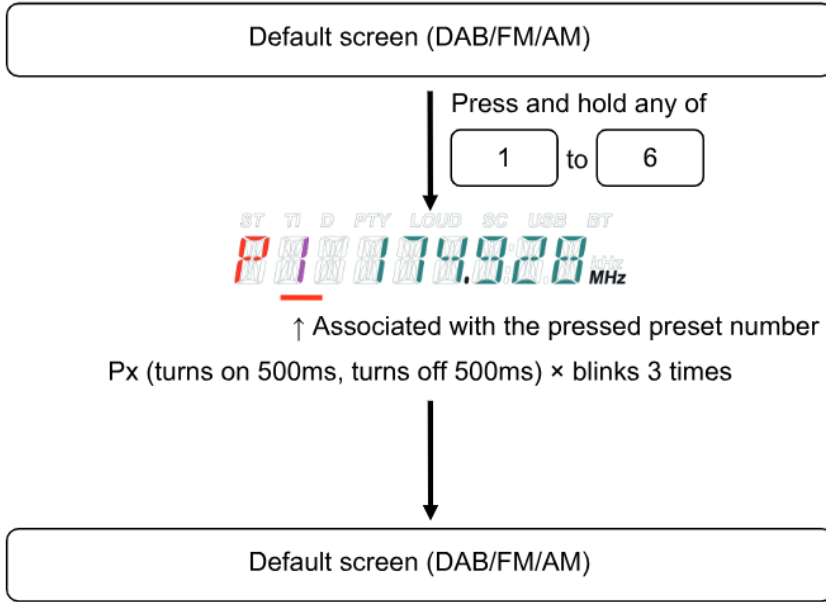 Default screen (DAB/FM/AM)
Press and hold any of
1 to 6
ST TI D PTY LOUD SC USB BT
P1 174.928 kHz MHz
↑ Associated with the pressed preset number
Px (turns on 500ms, turns off 500ms) × blinks 3 times
Default screen (DAB/FM/AM)